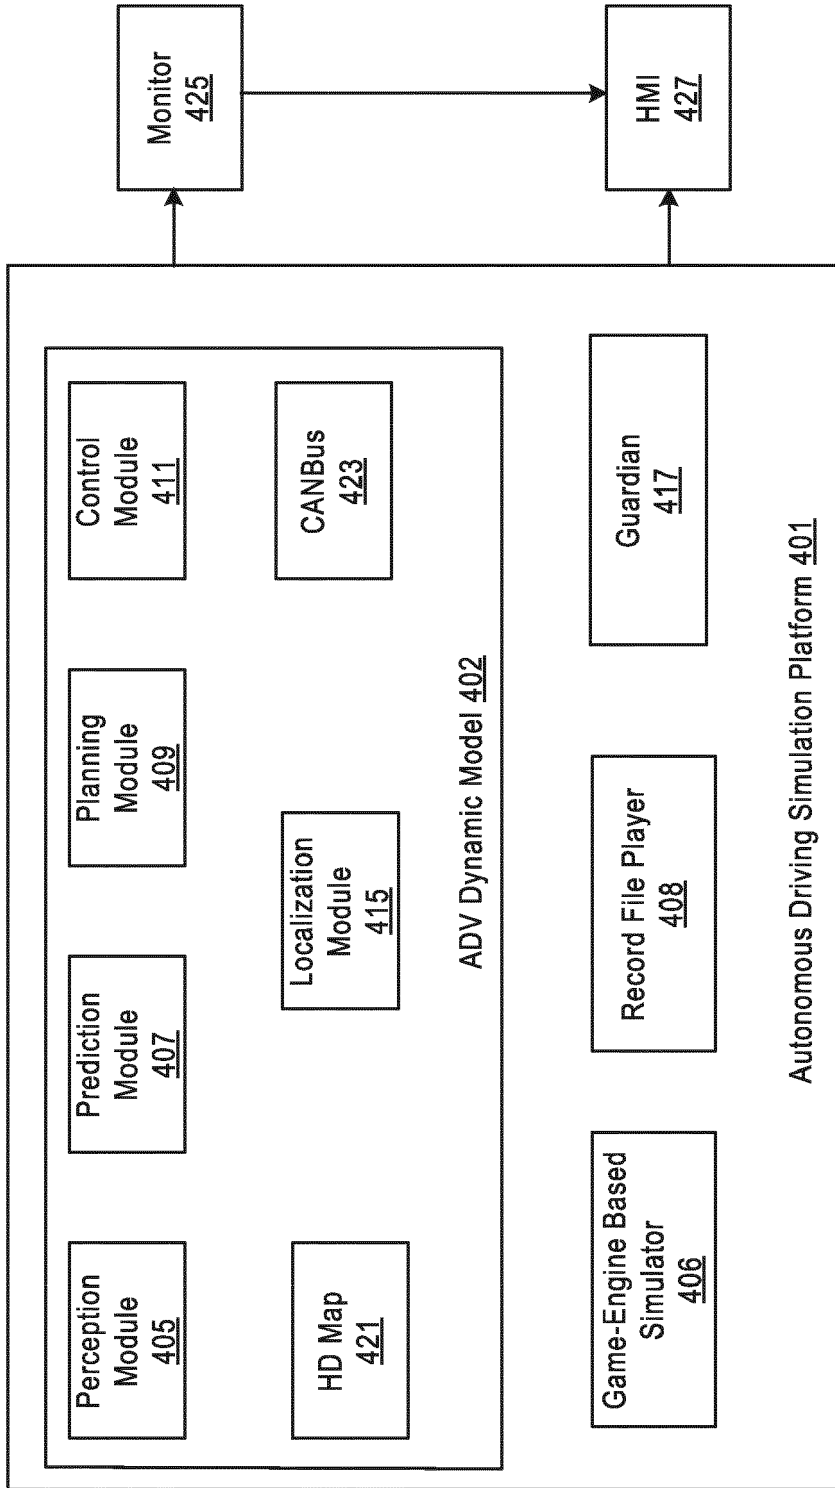 Perception
Module
405
Prediction
Module
407
Planning
Module
409
Control
Module
411
HD Map
421
Localization
Module
415
CANBus
423
ADV Dynamic Model 402
Game-Engine Based
Simulator
406
Record File Player
408
Guardian
417
Autonomous Driving Simulation Platform 401
Monitor
425
HMI
427